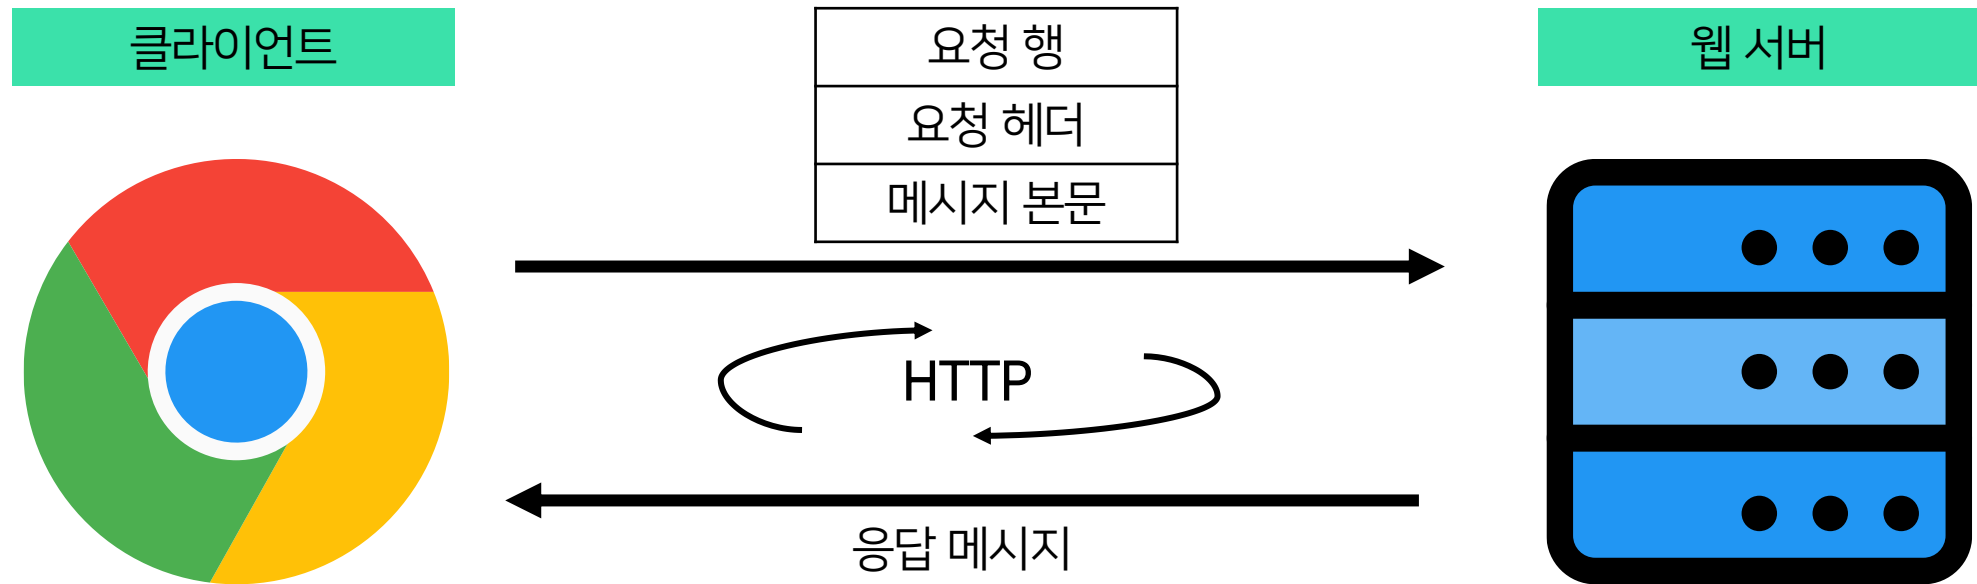 클라이언트
요청 행
요청 헤더
메시지 본문
웹 서버
HTTP
응답 메시지